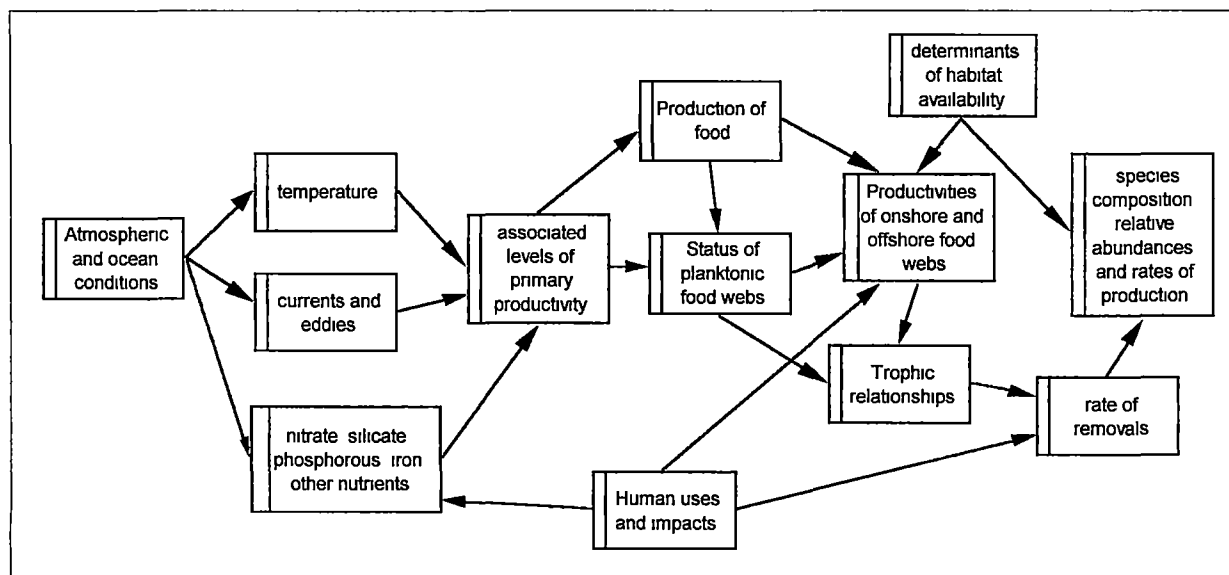 Atmospheric
and ocean
conditions
temperature
currents and
eddies
nitrate silicate
phosphorous iron
other nutrients
associated
levels of
primary
productivity
Production of
food
Status of
planktonic
food webs
determinants
of habitat
availability
Productivities
of onshore and
offshore food
webs
Trophic
relationships
Human uses
and impacts
species
composition
relative
abundances
and rates of
production
rate of
removals